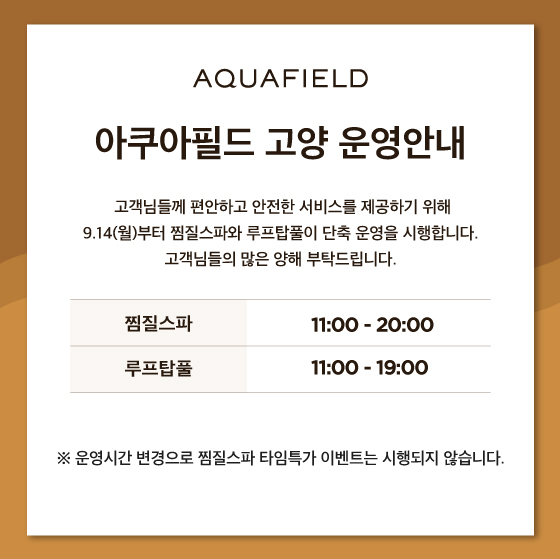 AQUAFIELD
아쿠아필드 고양 운영안내
고객님들께 편안하고 안전한 서비스를 제공하기 위해
9.14(월)부터 찜질스파와 루프탑풀이 단축 운영을 시행합니다.
고객님들의 많은 양해 부탁드립니다.
찜질스파 11:00 - 20:00
루프탑풀 11:00 - 19:00
※ 운영시간 변경으로 찜질스파 타임특가 이벤트는 시행되지 않습니다.